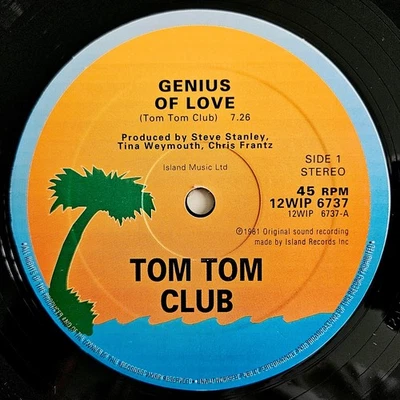 GENIUS
OF LOVE
(Tom Tom Club) 7.26
Produced by Steve Stanley,
Tina Weymouth, Chris Frantz
Island Music Ltd
SIDE 1
STEREO
45 RPM
12WIP 6737
12WIP 6737-A
℗1981 Original sound recording
made by Island Records Inc
TOM TOM
CLUB